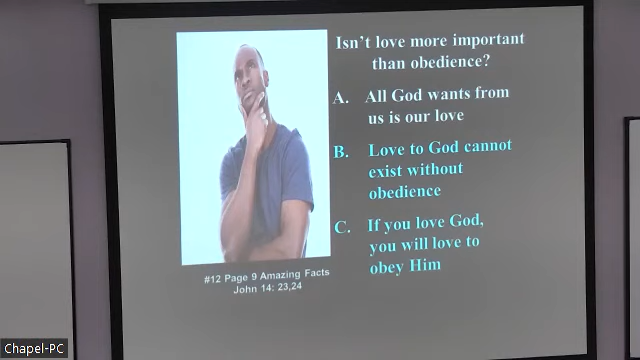 Isn't love more important
than obedience?
A. All God wants from
us is our love
B. Love to God cannot
exist without
obedience
C. If you love God,
you will love to
obey Him
#12 Page 9 Amazing Facts
John 14: 23,24
Chapel-PC